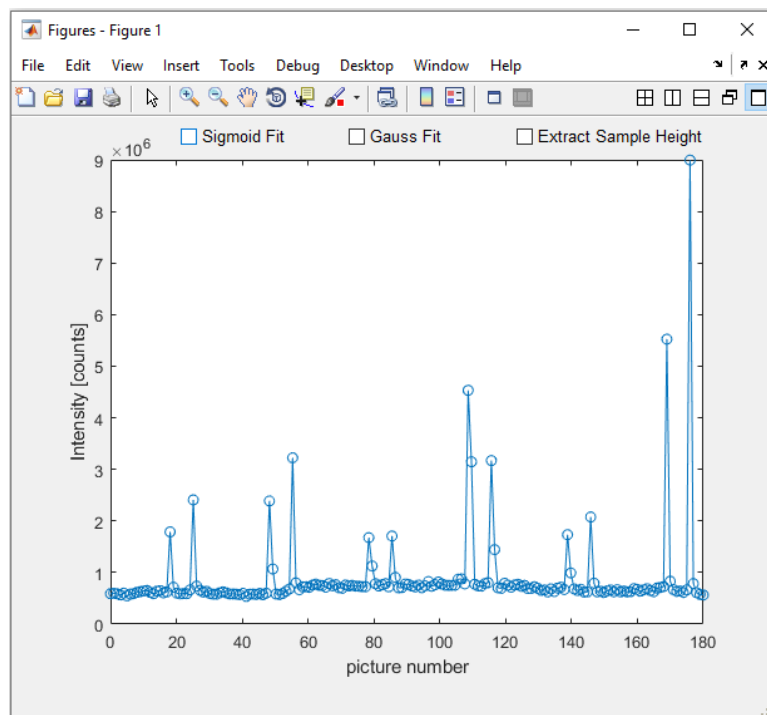 Figures - Figure 1
File Edit View Insert Tools Debug Desktop Window Help
Sigmoid Fit Gauss Fit Extract Sample Height
×10⁶
9
8
7
6
5
4
3
2
1
0
Intensity [counts]
0 20 40 60 80 100 120 140 160 180
picture number